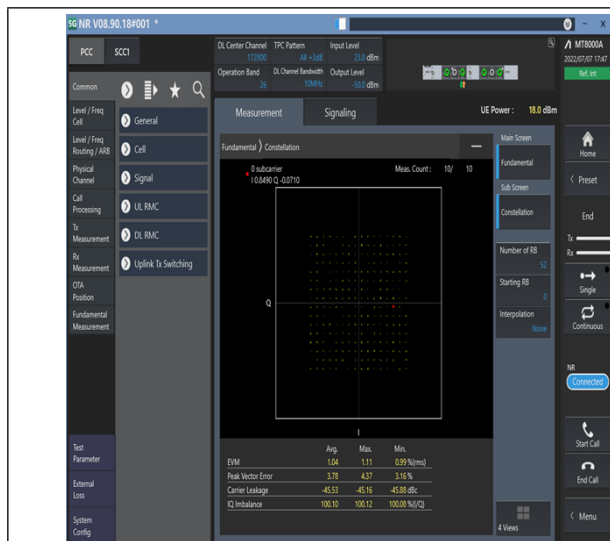 5G NR V08.90.18#001 *
PCC
SCC1
DL Center Channel
172800
TPC Pattern
All +3dB
Input Level
23.0 dBm
Operation Band
26
DL Channel Bandwidth
10MHz
Output Level
-50.0 dBm
MT8000A
2022/07/07 17:47
Ref. Int
Common
Level / Freq
Cell
Level / Freq
Routing / ARB
Physical
Channel
Call
Processing
Tx
Measurement
Rx
Measurement
OTA
Position
Fundamental
Measurement
Test
Parameter
External
Loss
System
Config
General
Cell
Signal
UL RMC
DL RMC
Uplink Tx Switching
Measurement
Signaling
UE Power : 18.0 dBm
Fundamental ❭ Constellation
0 subcarrier
I 0.8490 Q -0.0710
Meas. Count : 10/ 10
Q
I
Avg. Max. Min.
EVM 1.04 1.11 0.99 %(rms)
Peak Vector Error 3.78 4.37 3.16 %
Carrier Leakage -45.53 -45.16 -45.88 dBc
IQ Imbalance 100.10 100.12 100.08 %(I/Q)
Main Screen
Fundamental
Sub Screen
Constellation
Number of RB
52
Starting RB
0
Interpolation
None
4 Views
Home
Preset
End
Tx
Rx
Single
Continuous
NR
Connected
Start Call
End Call
Menu